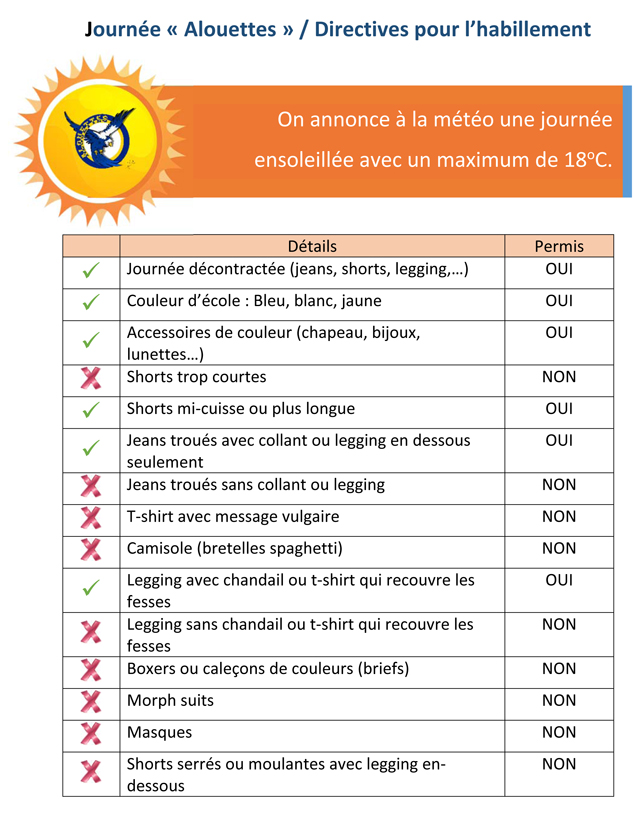 Journée « Alouettes » / Directives pour l’habillement
On annonce à la météo une journée
ensoleillée avec un maximum de 18°C.
Détails Permis
Journée décontractée (jeans, shorts, legging,…) OUI
Couleur d’école : Bleu, blanc, jaune OUI
Accessoires de couleur (chapeau, bijoux, OUI
lunettes…)
Shorts trop courtes NON
Shorts mi-cuisse ou plus longue OUI
Jeans troués avec collant ou legging en dessous OUI
seulement
Jeans troués sans collant ou legging NON
T-shirt avec message vulgaire NON
Camisole (bretelles spaghetti) NON
Legging avec chandail ou t-shirt qui recouvre les OUI
fesses
Legging sans chandail ou t-shirt qui recouvre les NON
fesses
Boxers ou caleçons de couleurs (briefs) NON
Morph suits NON
Masques NON
Shorts serrés ou moulantes avec legging en- NON
dessous